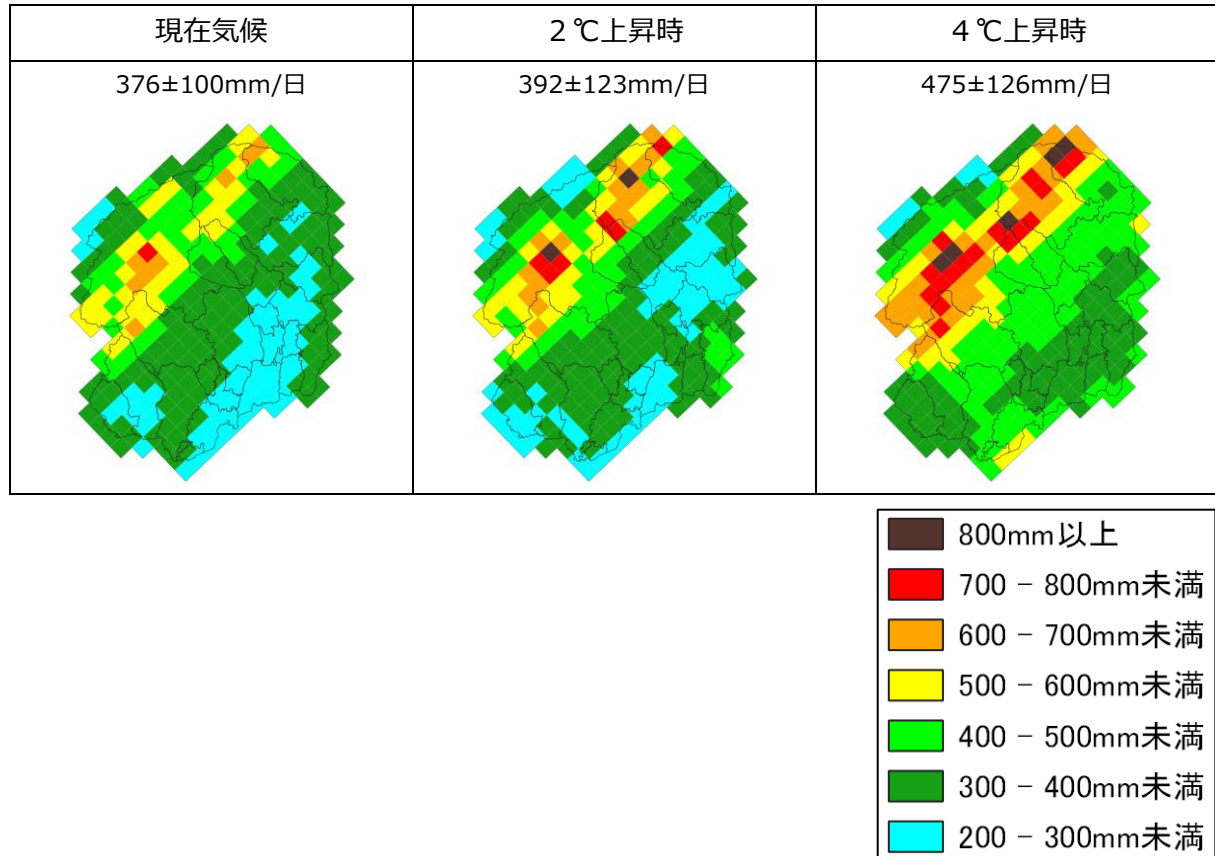 現在気候
２℃上昇時
４℃上昇時
376±100mm/日
392±123mm/日
475±126mm/日
800mm以上
700 − 800mm未満
600 − 700mm未満
500 − 600mm未満
400 − 500mm未満
300 − 400mm未満
200 − 300mm未満